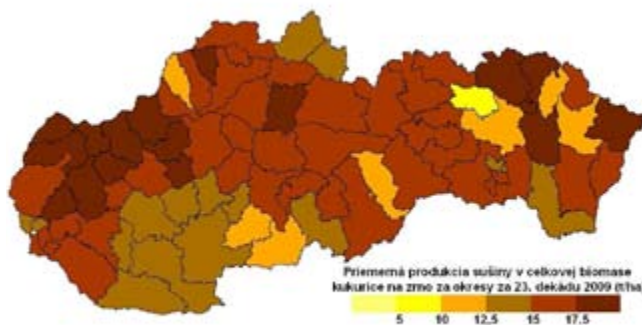 Priemerná produkcia sušiny v celkovej biomase
kukurice na zrno za okresy za 23. dekádu 2009 (t/ha)
5 10 12.5 15 17.5